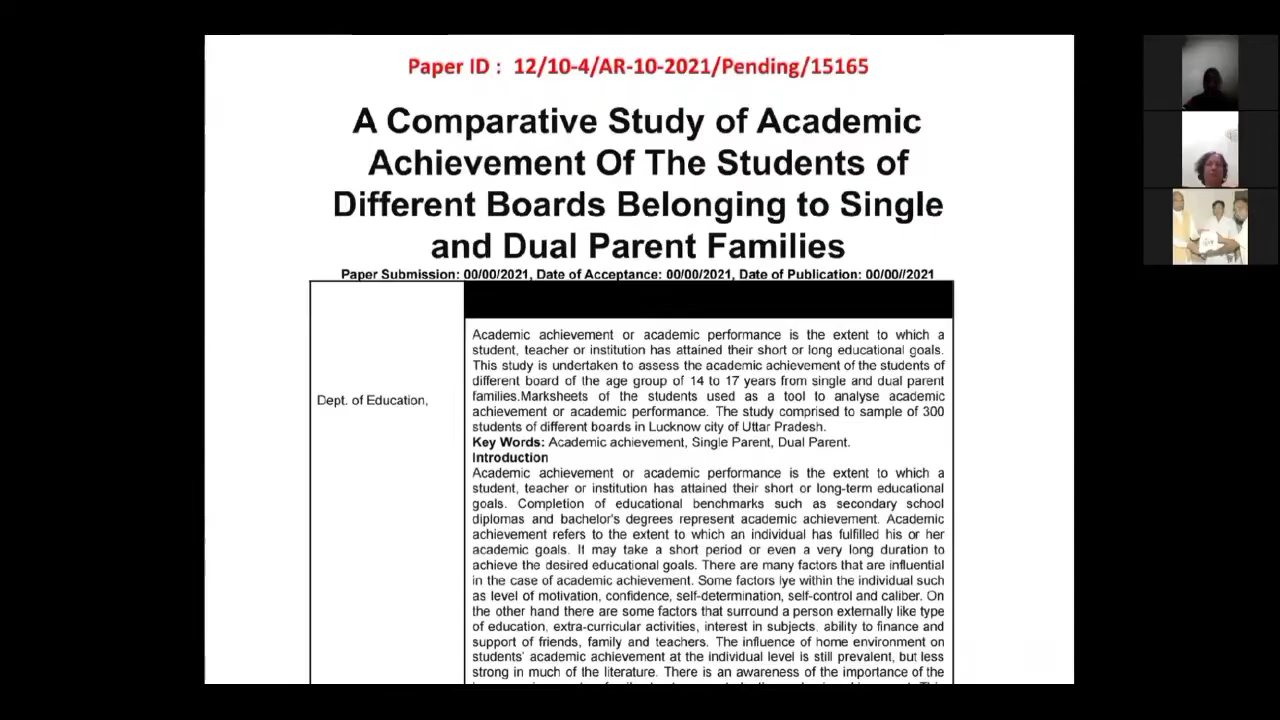 Paper ID : 12/10-4/AR-10-2021/Pending/15165
A Comparative Study of Academic
Achievement Of The Students of
Different Boards Belonging to Single
and Dual Parent Families
Paper Submission: 00/00/2021, Date of Acceptance: 00/00/2021, Date of Publication: 00/00//2021
Dept. of Education,
Academic achievement or academic performance is the extent to which a
student, teacher or institution has attained their short or long educational goals.
This study is undertaken to assess the academic achievement of the students of
different board of the age group of 14 to 17 years from single and dual parent
families.Marksheets of the students used as a tool to analyse academic
achievement or academic performance. The study comprised to sample of 300
students of different boards in Lucknow city of Uttar Pradesh.
Key Words: Academic achievement, Single Parent, Dual Parent.
Introduction
Academic achievement or academic performance is the extent to which a
student, teacher or institution has attained their short or long-term educational
goals. Completion of educational benchmarks such as secondary school
diplomas and bachelor's degrees represent academic achievement. Academic
achievement refers to the extent to which an individual has fulfilled his or her
academic goals. It may take a short period or even a very long duration to
achieve the desired educational goals. There are many factors that are influential
in the case of academic achievement. Some factors lye within the individual such
as level of motivation, confidence, self-determination, self-control and caliber. On
the other hand there are some factors that surround a person externally like type
of education, extra-curricular activities, interest in subjects, ability to finance and
support of friends, family and teachers. The influence of home environment on
students' academic achievement at the individual level is still prevalent, but less
strong in much of the literature. There is an awareness of the importance of the